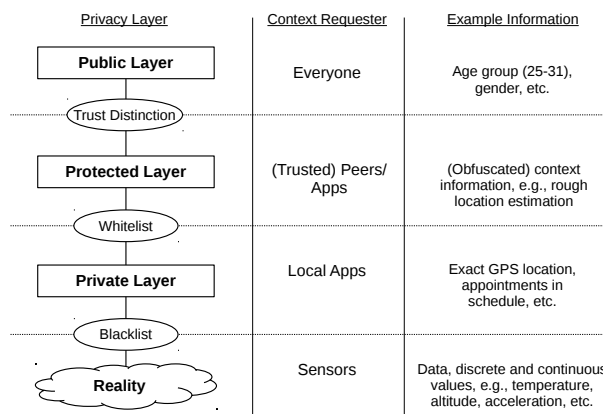 Privacy Layer
Context Requester
Example Information
Public Layer
Everyone
Age group (25-31),
gender, etc.
Trust Distinction
Protected Layer
(Trusted) Peers/
Apps
(Obfuscated) context
information, e.g., rough
location estimation
Whitelist
Private Layer
Local Apps
Exact GPS location,
appointments in
schedule, etc.
Blacklist
Reality
Sensors
Data, discrete and continuous
values, e.g., temperature,
altitude, acceleration, etc.